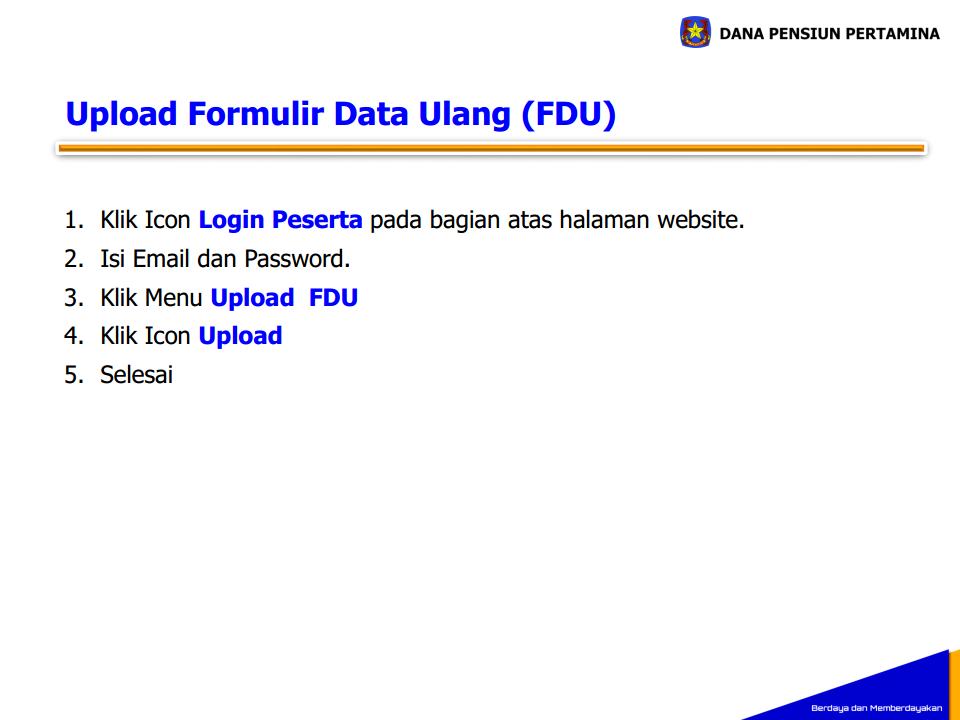 DANA PENSIUN PERTAMINA
Upload Formulir Data Ulang (FDU)
1. Klik Icon Login Peserta pada bagian atas halaman website.
2. Isi Email dan Password.
3. Klik Menu Upload  FDU
4. Klik Icon Upload
5. Selesai
Berdaya dan Memberdayakan